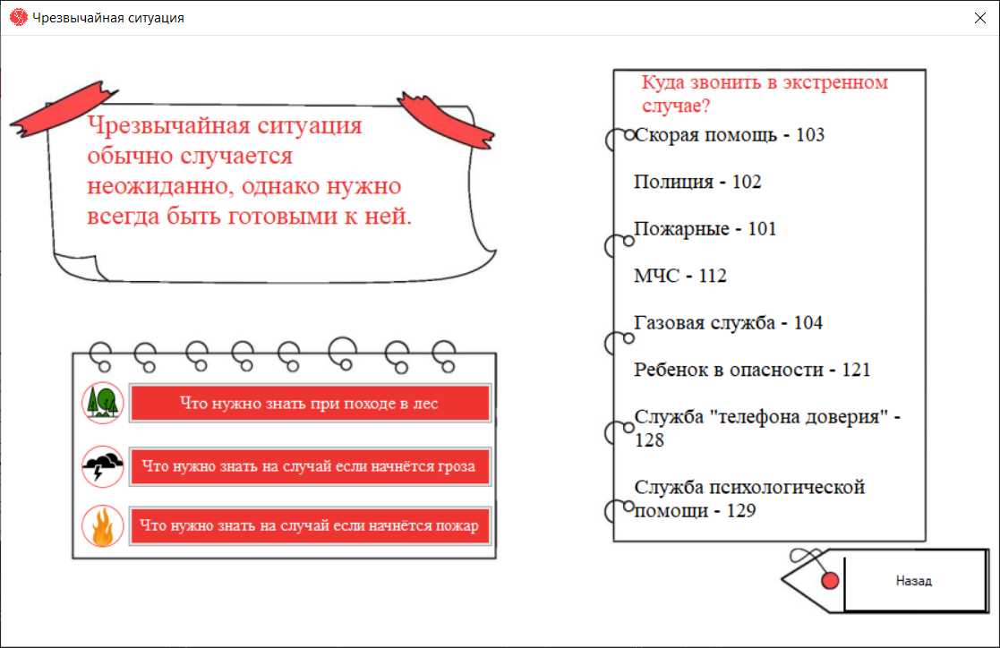 Чрезвычайная ситуация
Чрезвычайная ситуация
обычно случается
неожиданно, однако нужно
всегда быть готовыми к ней.
Что нужно знать при походе в лес
Что нужно знать на случай если начнётся гроза
Что нужно знать на случай если начнётся пожар
Куда звонить в экстренном
случае?
Скорая помощь - 103
Полиция - 102
Пожарные - 101
МЧС - 112
Газовая служба - 104
Ребенок в опасности - 121
Служба "телефона доверия" -
128
Служба психологической
помощи - 129
Назад